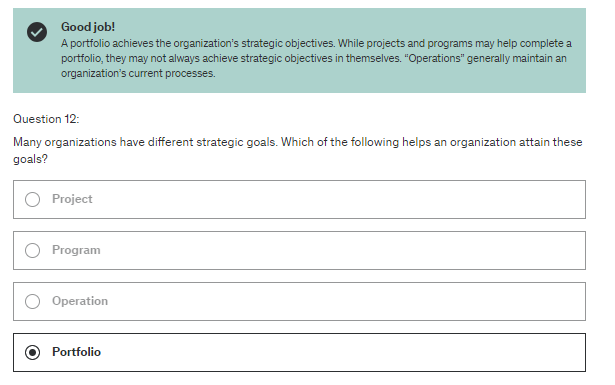 Good job!
A portfolio achieves the organization's strategic objectives. While projects and programs may help complete a
portfolio, they may not always achieve strategic objectives in themselves. "Operations" generally maintain an
organization's current processes.
Question 12:
Many organizations have different strategic goals. Which of the following helps an organization attain these
goals?
Project
Program
Operation
Portfolio